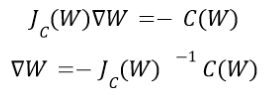 J_C(W)∇W = − C(W)
∇W = − J_C(W)^{−1} C(W)